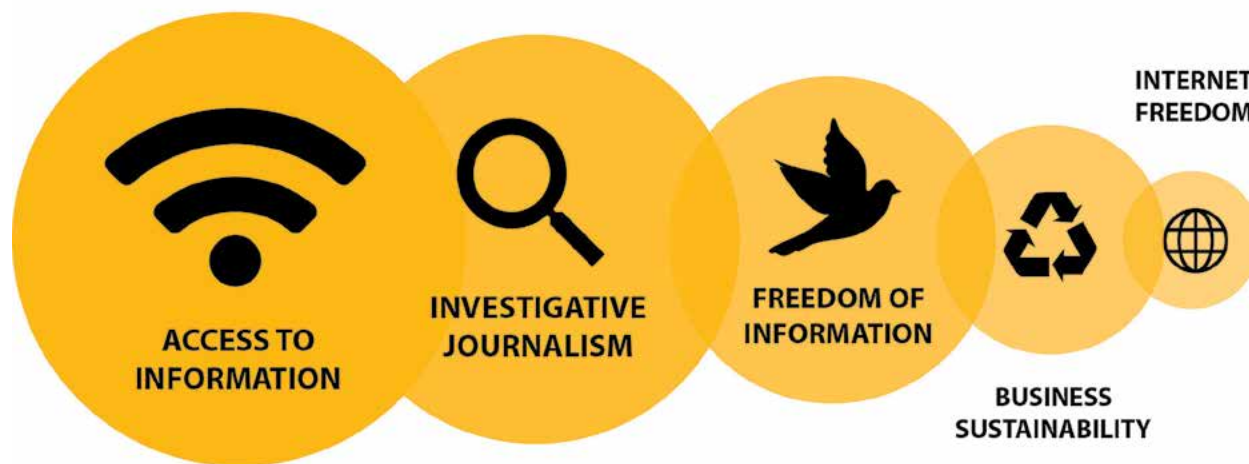 ACCESS TO
INFORMATION
INVESTIGATIVE
JOURNALISM
FREEDOM OF
INFORMATION
BUSINESS
SUSTAINABILITY
INTERNET
FREEDOM